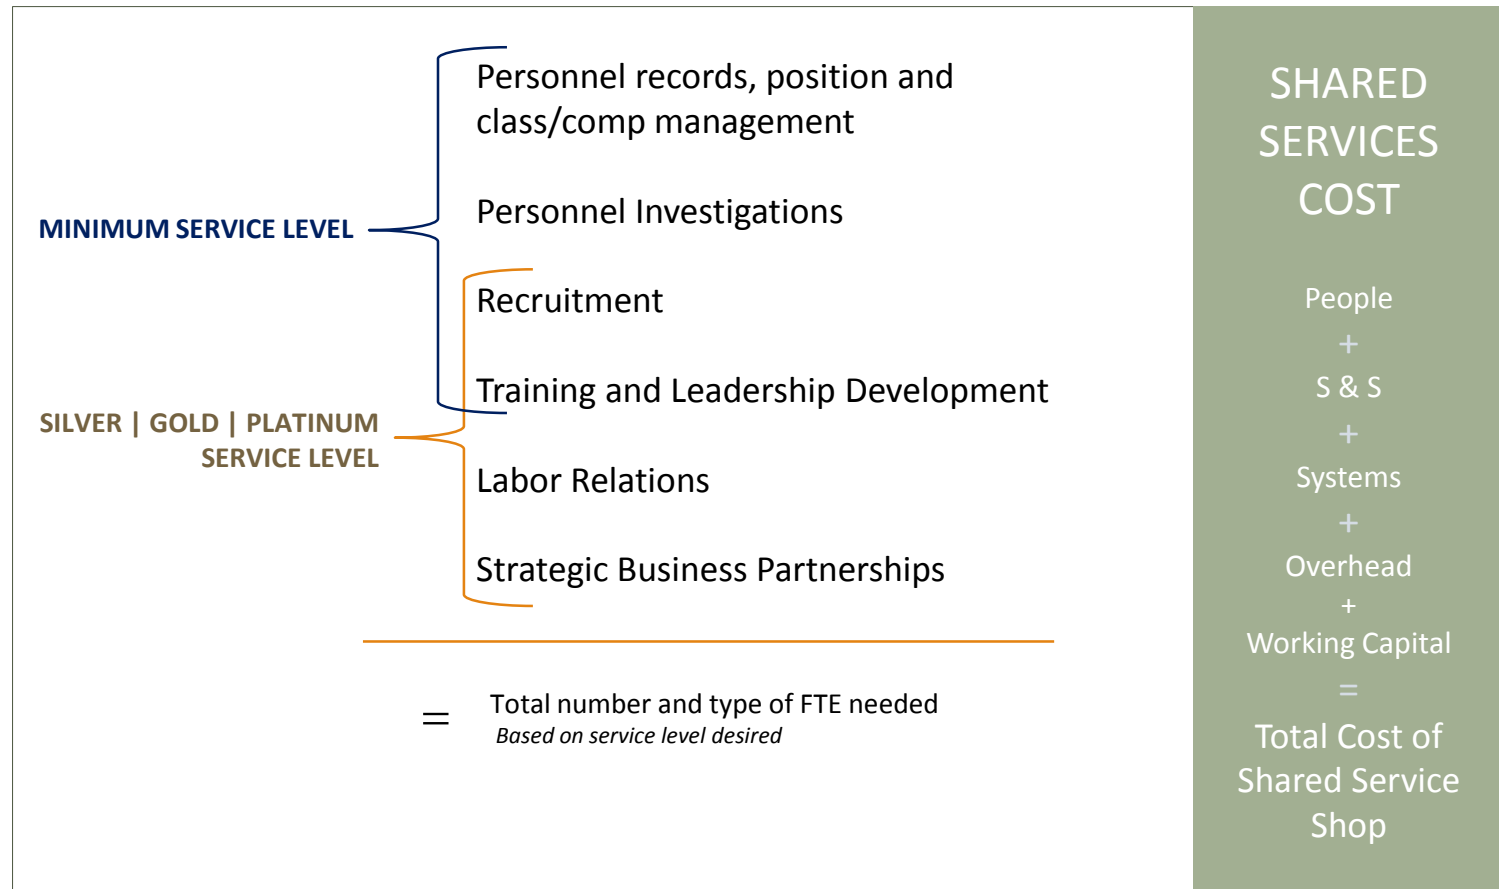 MINIMUM SERVICE LEVEL
SILVER | GOLD | PLATINUM
SERVICE LEVEL
Personnel records, position and
class/comp management
Personnel Investigations
Recruitment
Training and Leadership Development
Labor Relations
Strategic Business Partnerships
= Total number and type of FTE needed
Based on service level desired
SHARED
SERVICES
COST
People
+
S & S
+
Systems
+
Overhead
+
Working Capital
=
Total Cost of
Shared Service
Shop